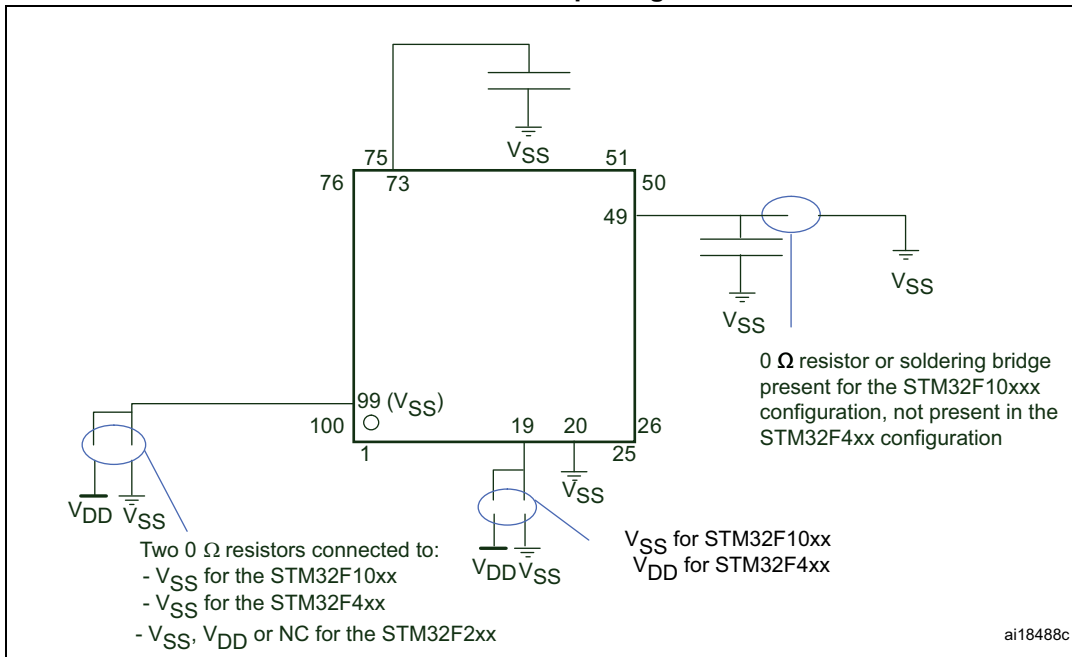 VSS
75
51
76
73
50
49
VSS
VSS
0 Ω resistor or soldering bridge
present for the STM32F10xxx
configuration, not present in the
STM32F4xx configuration
99 (VSS)
100
19
20
26
1
25
VSS
VDD
VSS
VDD
VSS
VSS for STM32F10xx
VDD for STM32F4xx
Two 0 Ω resistors connected to:
- VSS for the STM32F10xx
- VSS for the STM32F4xx
- VSS, VDD or NC for the STM32F2xx
ai18488c